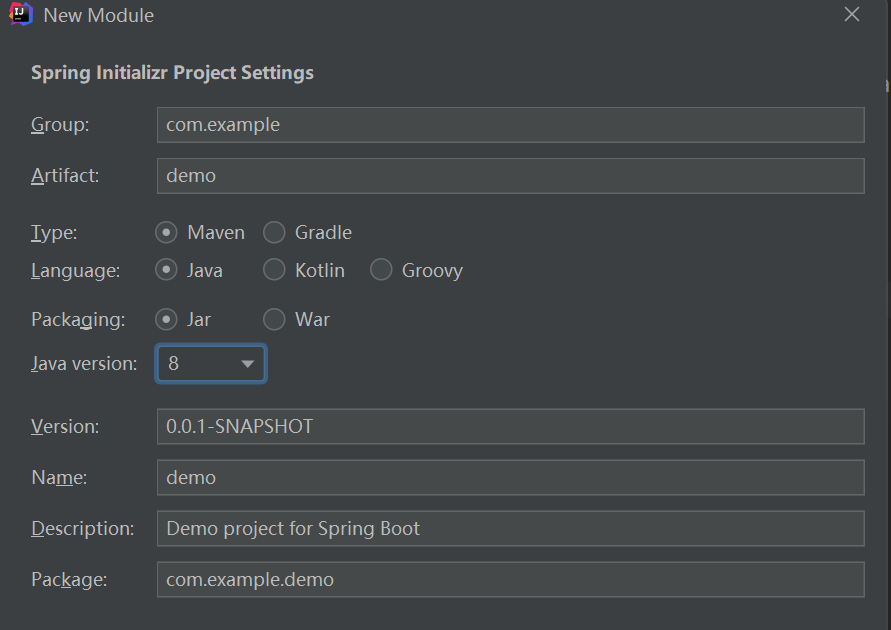 New Module
Spring Initializr Project Settings
Group: com.example
Artifact: demo
Type: Maven Gradle
Language: Java Kotlin Groovy
Packaging: Jar War
Java version: 8
Version: 0.0.1-SNAPSHOT
Name: demo
Description: Demo project for Spring Boot
Package: com.example.demo